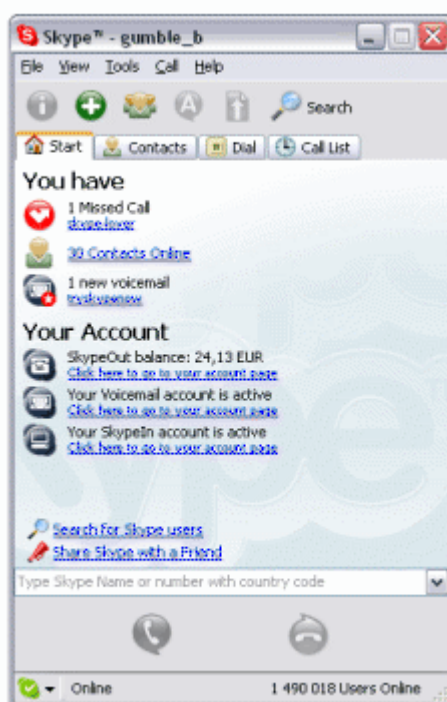 Skype™ - gumble_b
File View Tools Call Help
Search
Start Contacts Dial Call List
You have
1 Missed Call
skype.lover
39 Contacts Online
1 new voicemail
tryskypenow
Your Account
SkypeOut balance: 24,13 EUR
Click here to go to your account page
Your Voicemail account is active
Click here to go to your account page
Your SkypeIn account is active
Click here to go to your account page
Search for Skype users
Share Skype with a Friend
Type Skype Name or number with country code
Online 1 490 018 Users Online